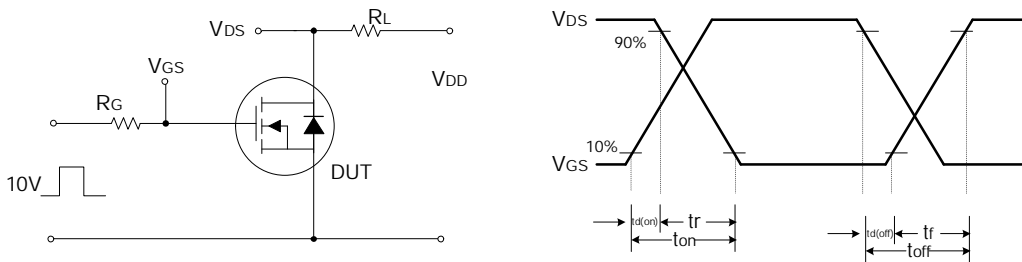 VDS
RL
VGS
VDD
RG
DUT
10V
VDS
90%
10%
VGS
td(on)
tr
ton
td(off)
tf
toff